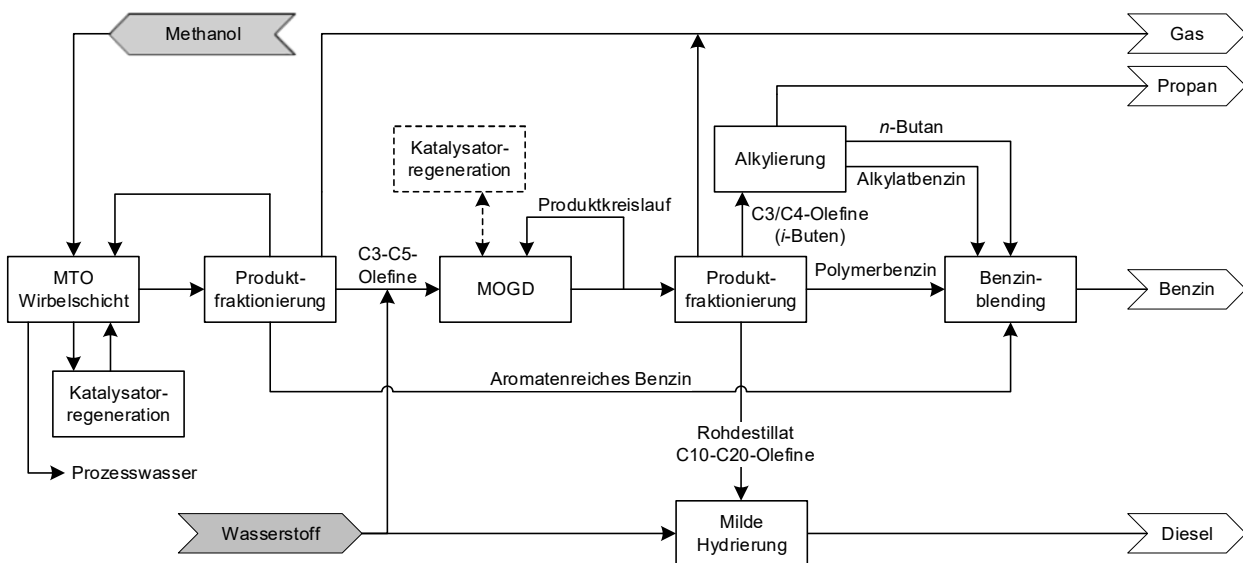 Methanol
Gas
Propan
n-Butan
Katalysator-
regeneration
Alkylierung
Alkylatbenzin
Produktkreislauf
C3/C4-Olefine
(i-Buten)
C3-C5-
Olefine
MTO
Wirbelschicht
Produkt-
fraktionierung
MOGD
Produkt-
fraktionierung
Polymerbenzin
Benzin-
blending
Benzin
Katalysator-
regeneration
Aromatenreiches Benzin
Rohdestillat
C10-C20-Olefine
Prozesswasser
Wasserstoff
Milde
Hydrierung
Diesel